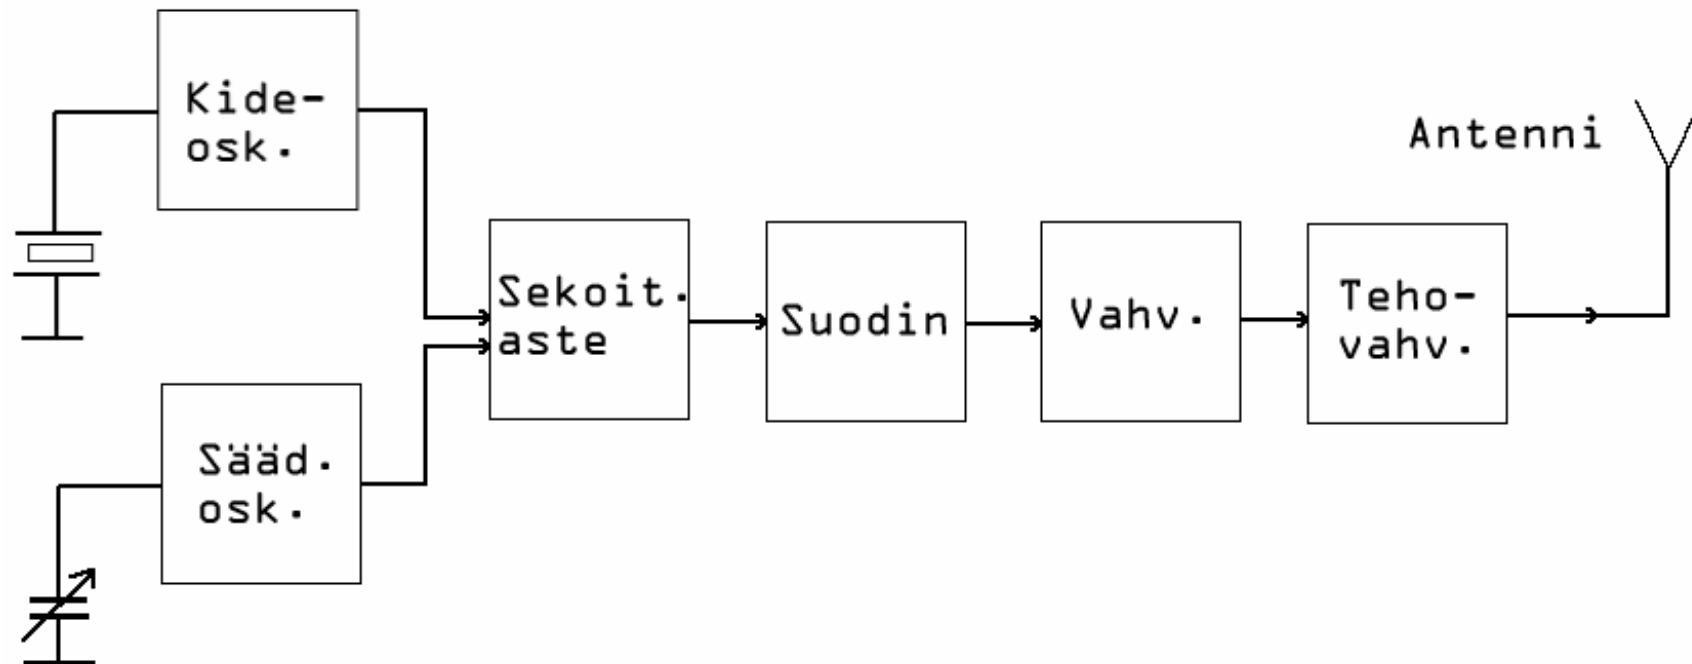 Kide-
osk.
Antenni
Sekoit.
aste
Suodin
Vahv.
Teho-
vahv.
Sääd.
osk.